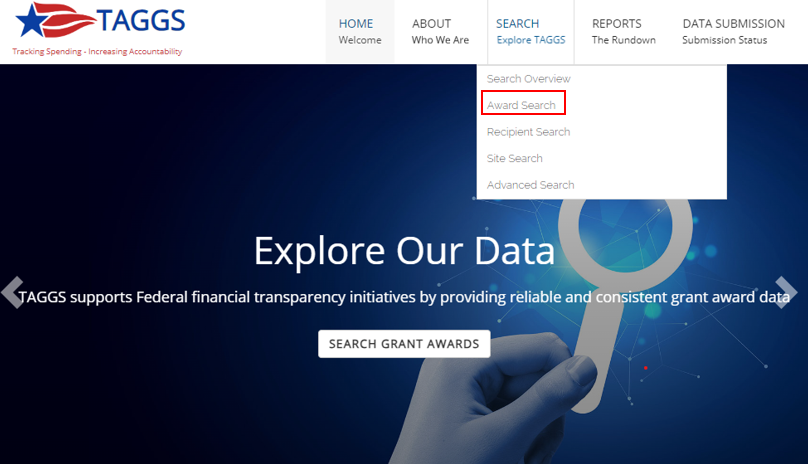 TAGGS
Tracking Spending - Increasing Accountability
HOME
Welcome
ABOUT
Who We Are
SEARCH
Explore TAGGS
REPORTS
The Rundown
DATA SUBMISSION
Submission Status
Search Overview
Award Search
Recipient Search
Site Search
Advanced Search
Explore Our Data
TAGGS supports Federal financial transparency initiatives by providing reliable and consistent grant award data
SEARCH GRANT AWARDS